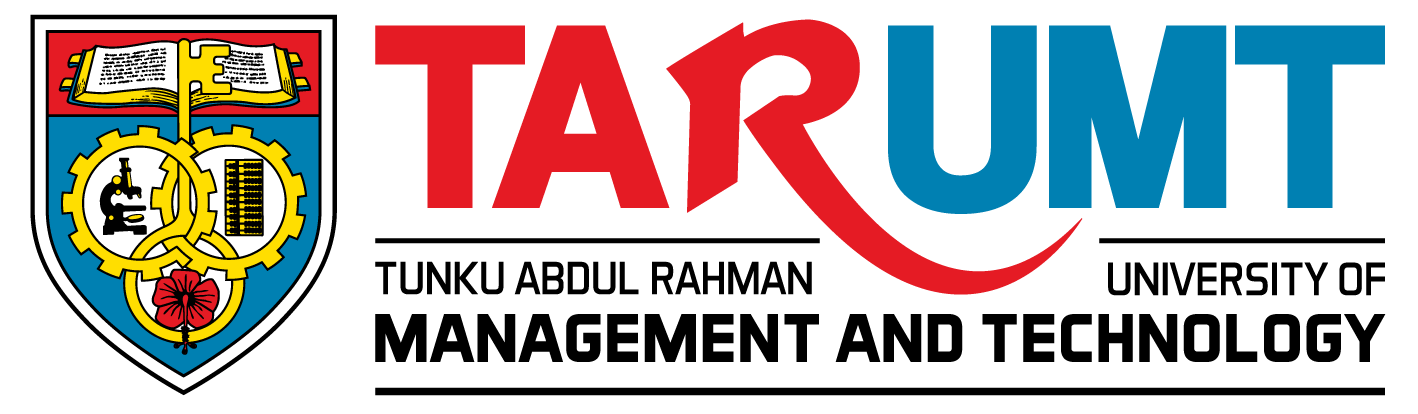 TARUMT
TUNKU ABDUL RAHMAN UNIVERSITY OF
MANAGEMENT AND TECHNOLOGY